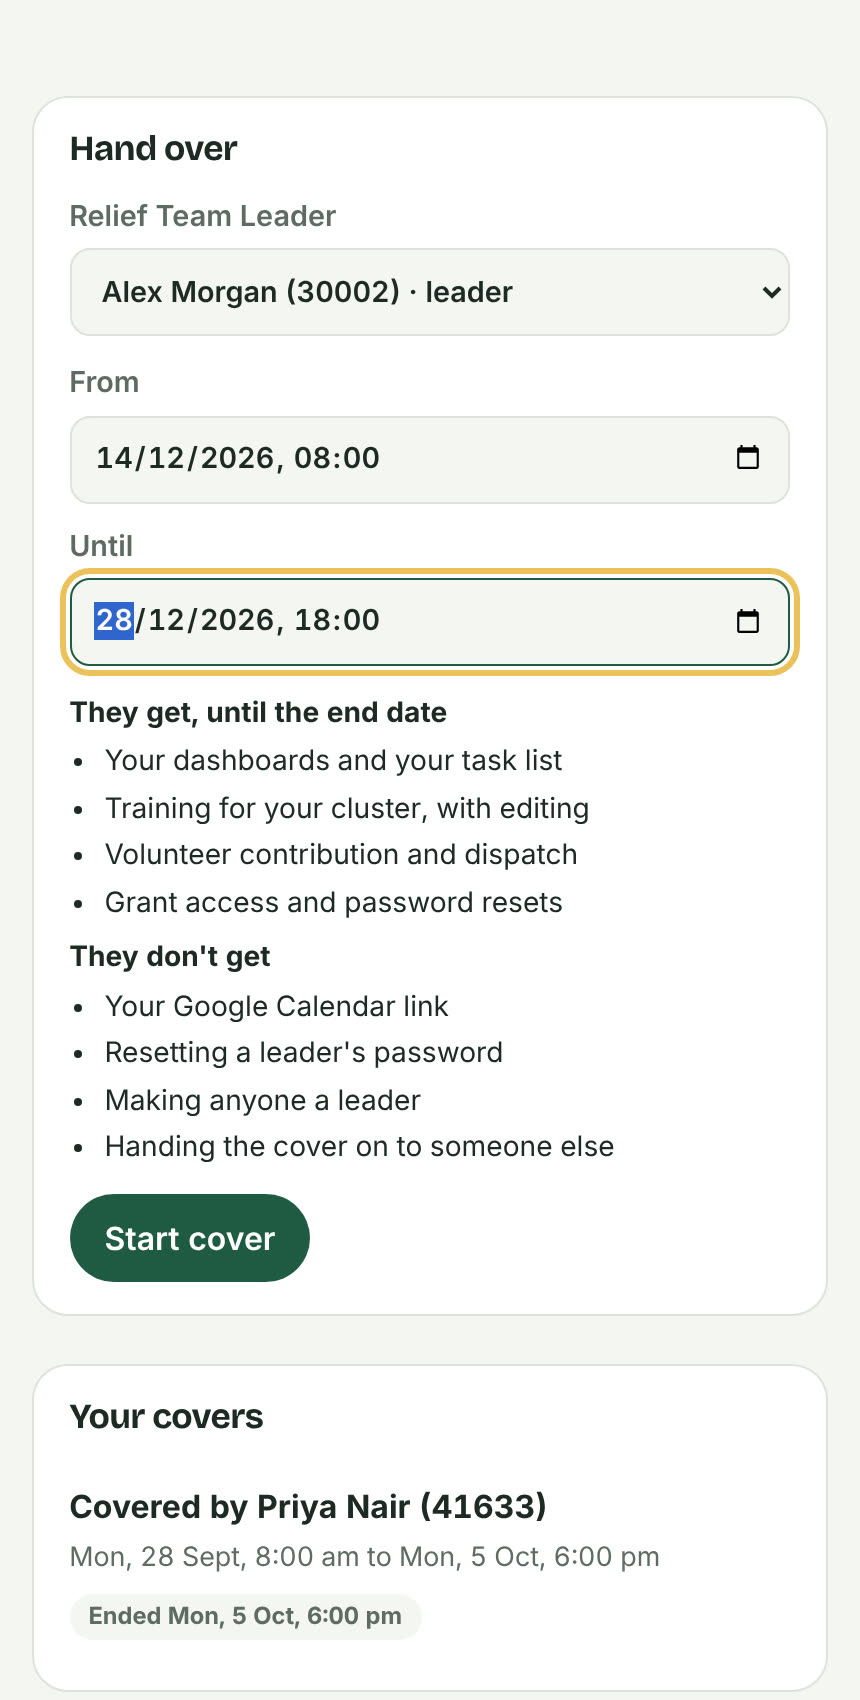 Hand over
Relief Team Leader
Alex Morgan (30002) · leader
From
14/12/2026, 08:00
Until
28/12/2026, 18:00
They get, until the end date
• Your dashboards and your task list
• Training for your cluster, with editing
• Volunteer contribution and dispatch
• Grant access and password resets
They don't get
• Your Google Calendar link
• Resetting a leader's password
• Making anyone a leader
• Handing the cover on to someone else
Start cover
Your covers
Covered by Priya Nair (41633)
Mon, 28 Sept, 8:00 am to Mon, 5 Oct, 6:00 pm
Ended Mon, 5 Oct, 6:00 pm